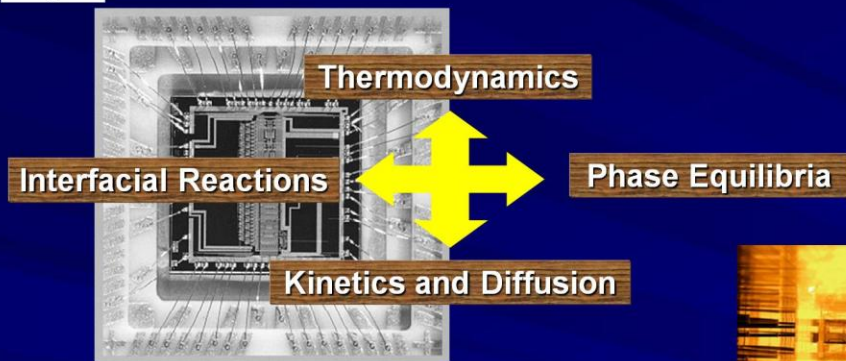 Thermodynamics
Interfacial Reactions
Phase Equilibria
Kinetics and Diffusion